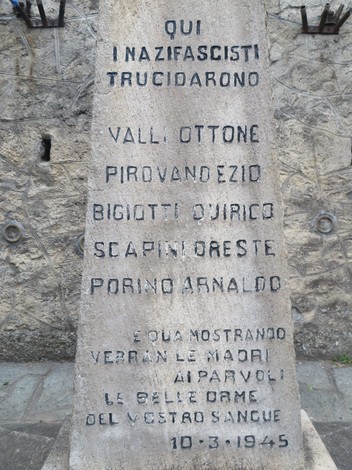 QUI
I NAZIFASCISTI
TRUCIDARONO
VALLI OTTONE
PIROVANO EZIO
BIGIOTTI QUIRICO
SCAPINI ORESTE
PORINO ARNALDO
E QUA MOSTRANDO
VERRAN LE MADRI
AI PARVOLI
LE BELLE ORME
DEL VOSTRO SANGUE
10-3-1945